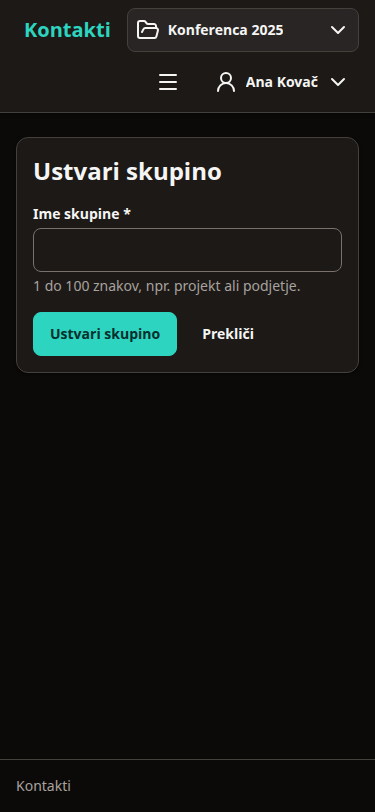 Kontakti
Konferenca 2025
Ana Kovač
Ustvari skupino
Ime skupine *
1 do 100 znakov, npr. projekt ali podjetje.
Ustvari skupino
Prekliči
Kontakti